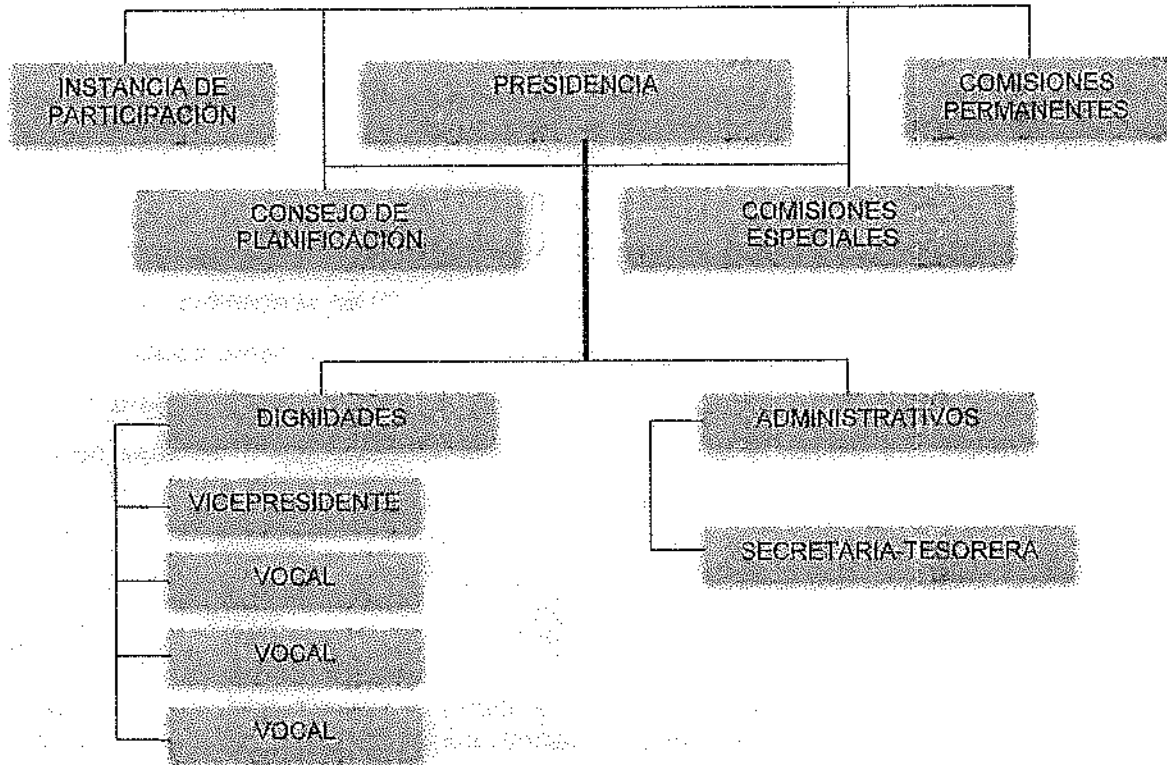 INSTANCIA DE
PARTICIPACIÓN
PRESIDENCIA
COMISIONES
PERMANENTES
CONSEJO DE
PLANIFICACIÓN
COMISIONES
ESPECIALES
DIGNIDADES
ADMINISTRATIVOS
VICEPRESIDENTE
SECRETARIA-TESORERA
VOCAL
VOCAL
VOCAL